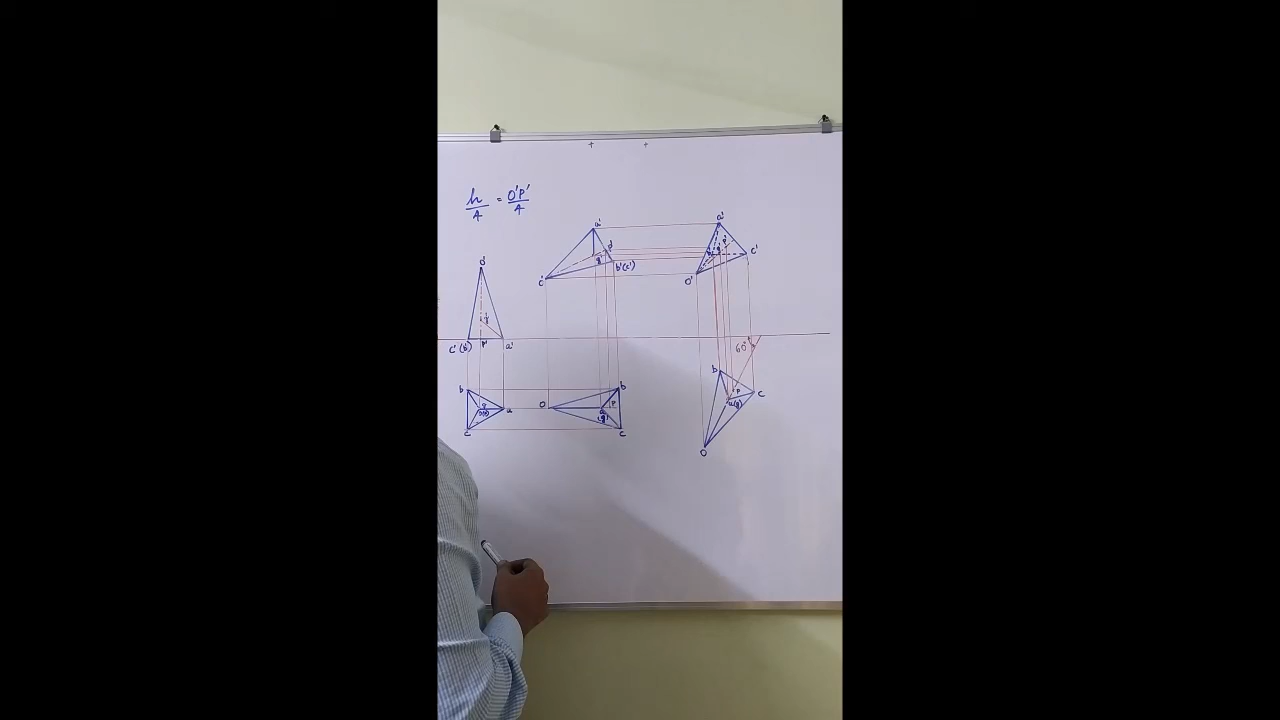 h/4 = O'P'/4
a'
a'
P'
P'
c'
g'
b'(c')
O'
c'
O'
g'
c'(b')
P'
a'
60°
b
b
b
P
c
O
a
P
a(g)
a
(g)
c
c
O